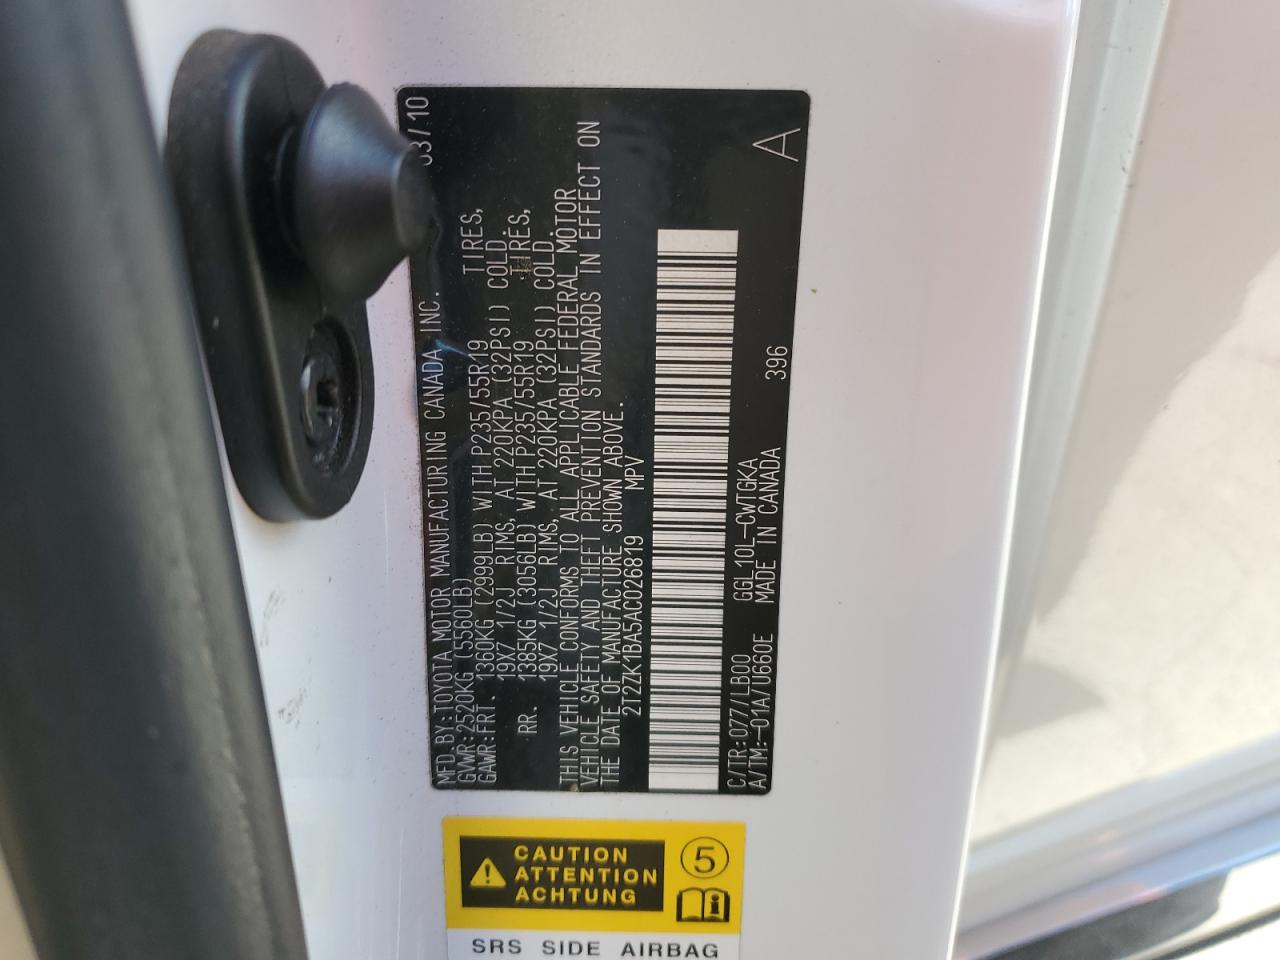 MFD.BY:TOYOTA MOTOR MANUFACTURING CANADA,INC. 03/10
GVWR:2520KG (5560LB)
GAWR:FRT. 1360KG (2999LB) WITH P235/55R19 TIRES,
19X7 1/2J RIMS, AT 220KPA (32PSI) COLD.
RR. 1385KG (3056LB) WITH P235/55R19 TIRES,
19X7 1/2J RIMS, AT 220KPA (32PSI) COLD.
THIS VEHICLE CONFORMS TO ALL APPLICABLE FEDERAL MOTOR
VEHICLE SAFETY AND THEFT PREVENTION STANDARDS IN EFFECT ON
THE DATE OF MANUFACTURE SHOWN ABOVE.
2T2ZK1BA5AC026819 MPV
C/TR:077/LB00 GGL10L-CWTGKA
A/TM:-01A/U660E MADE IN CANADA 396 A
CAUTION
ATTENTION
ACHTUNG
5
i
SRS SIDE AIRBAG